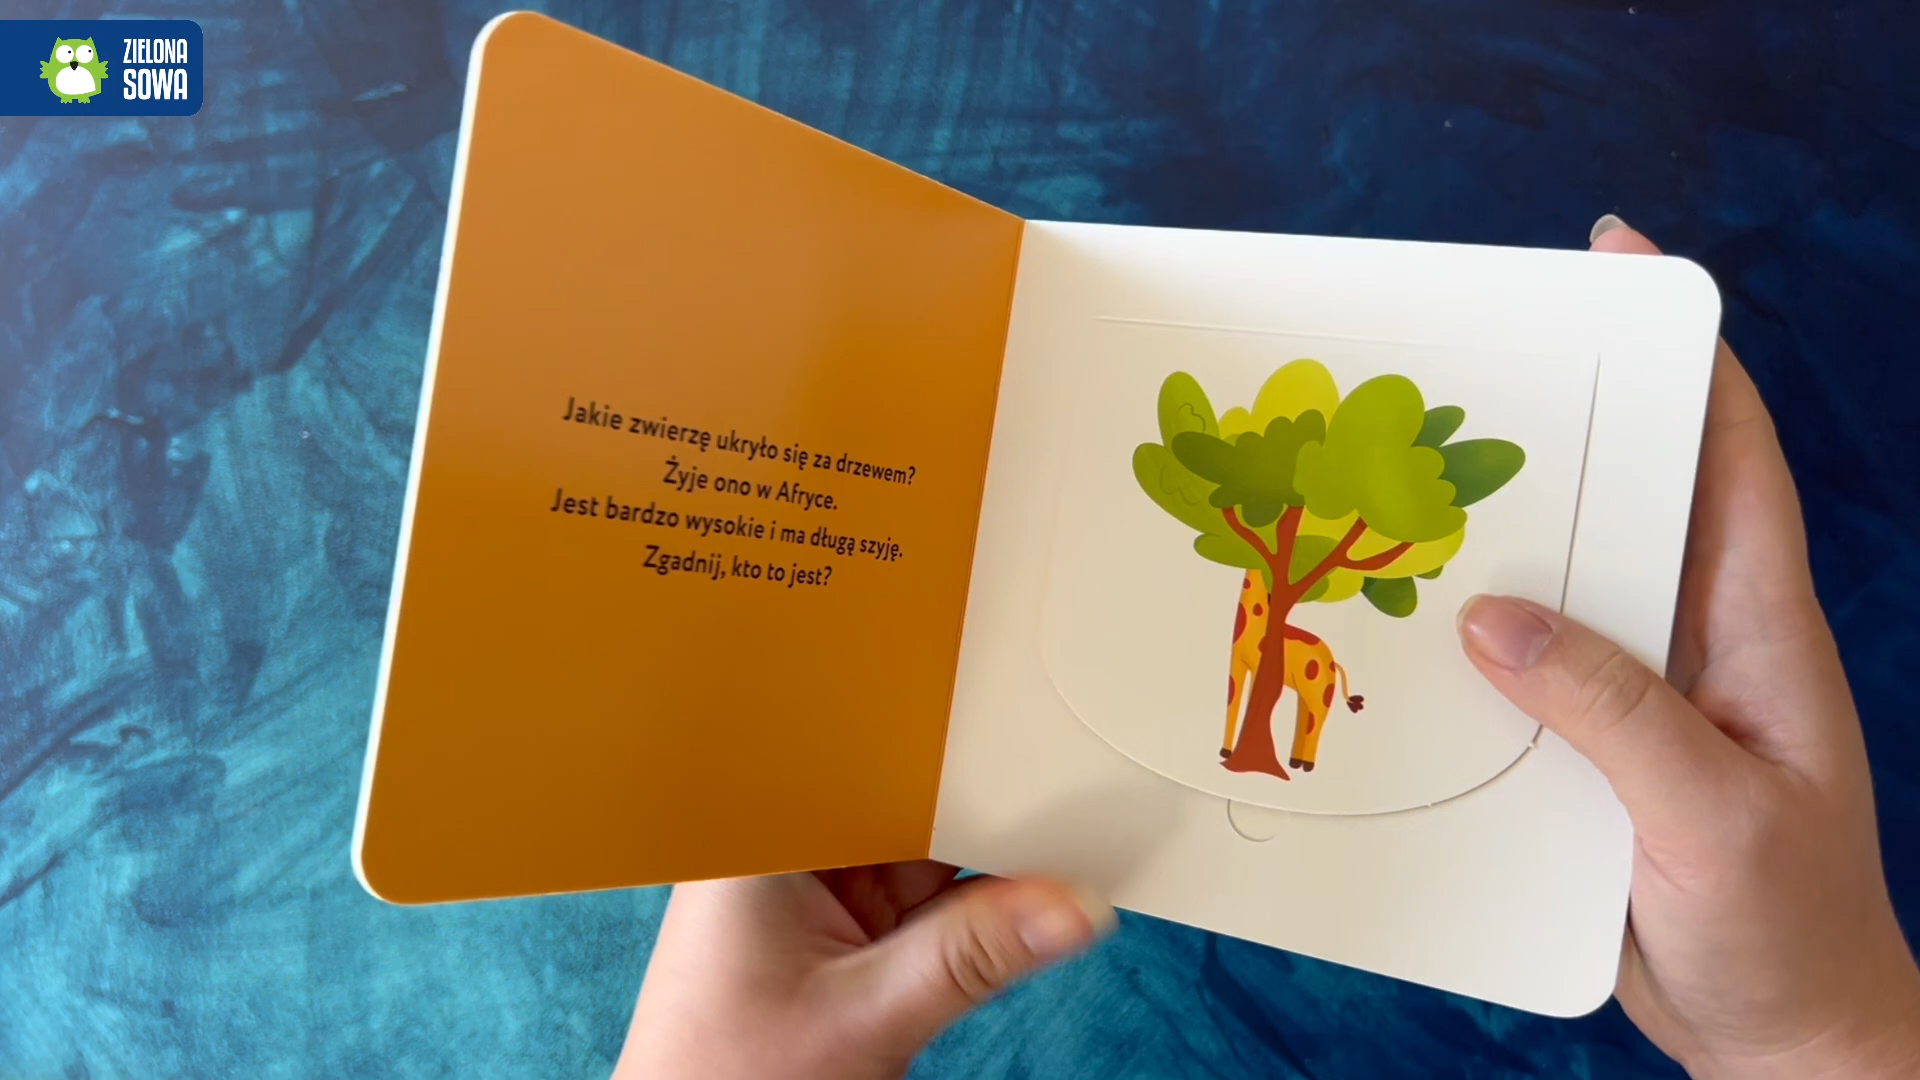 ZIELONA
SOWA
Jakie zwierzę ukryło się za drzewem?
Żyje ono w Afryce.
Jest bardzo wysokie i ma długą szyję.
Zgadnij, kto to jest?